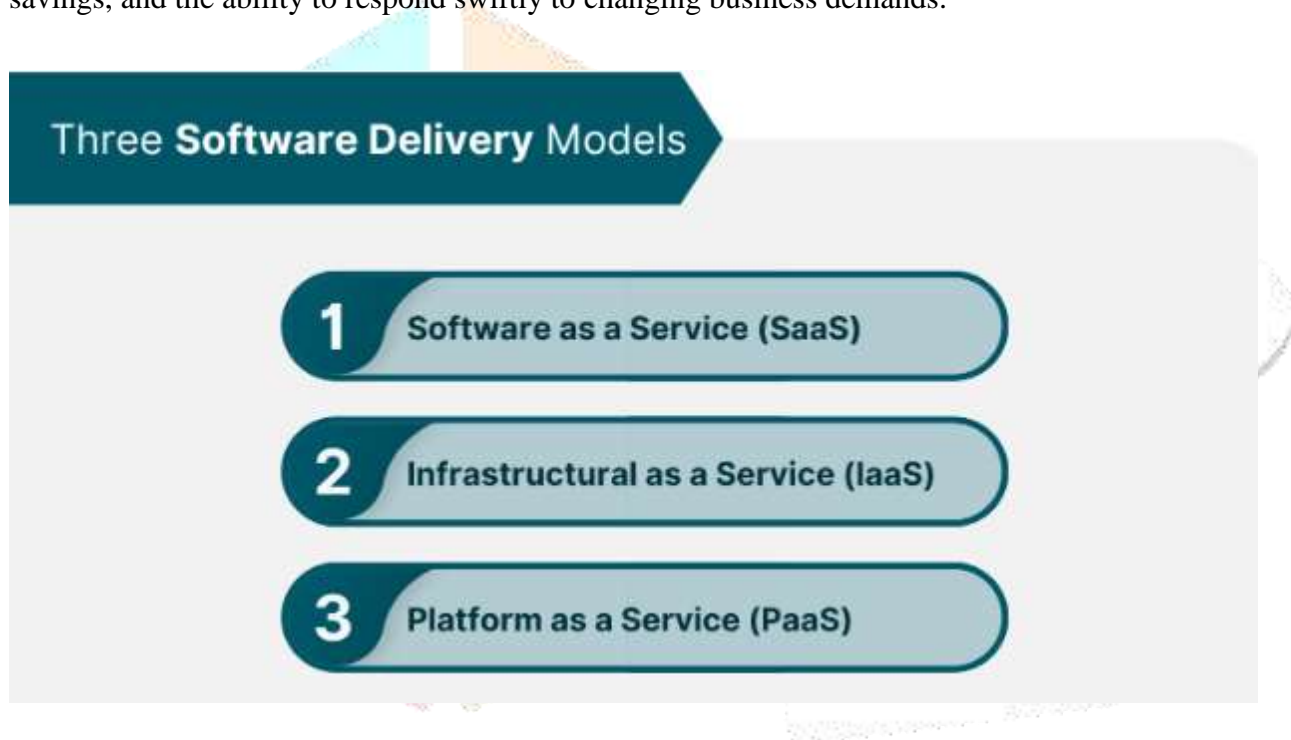 savings, and the ability to respond swiftly to changing business demands.
Three Software Delivery Models
1 Software as a Service (SaaS)
2 Infrastructural as a Service (IaaS)
3 Platform as a Service (PaaS)